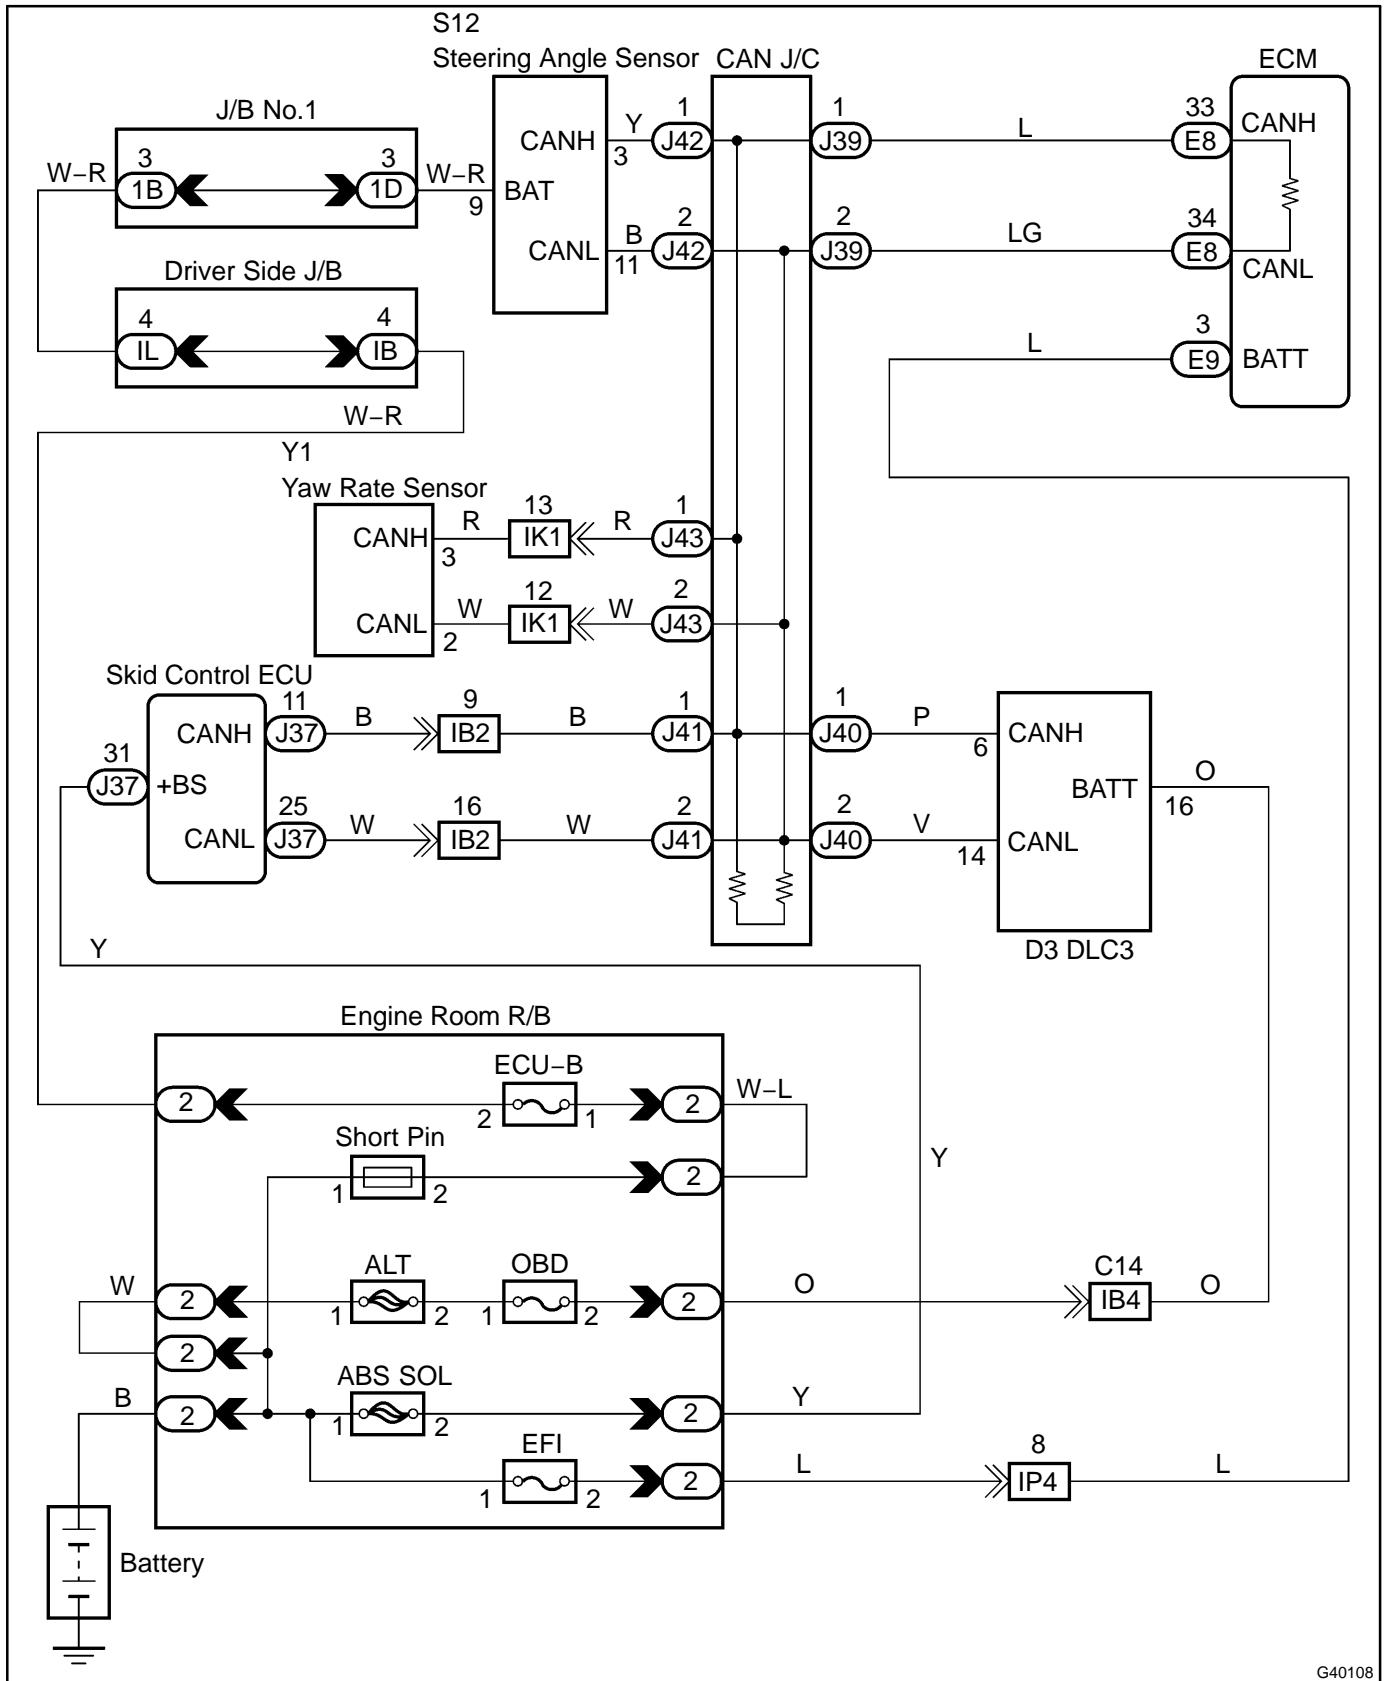 S12
Steering Angle Sensor
CAN J/C
ECM
J/B No.1
3
3
W-R
1B
1D
W-R
9
CANH
BAT
CANL
Y
3
1
J42
1
J39
L
33
E8
CANH
B
11
2
J42
2
J39
LG
34
E8
CANL
Driver Side J/B
4
4
IL
IB
L
3
E9
BATT
W-R
Y1
Yaw Rate Sensor
CANH
R
3
13
IK1
R
1
J43
CANL
W
2
12
IK1
W
2
J43
Skid Control ECU
11
CANH
J37
B
9
IB2
B
1
J41
1
J40
P
6
CANH
31
J37
+BS
BATT
O
16
25
CANL
J37
W
16
IB2
W
2
J41
2
J40
V
14
CANL
D3 DLC3
Y
Engine Room R/B
ECU-B
2
2
1
2
W-L
Short Pin
1
2
2
Y
ALT
OBD
W
2
1
2
1
2
2
O
C14
IB4
O
2
ABS SOL
B
2
1
2
2
Y
EFI
1
2
2
L
8
IP4
L
Battery
G40108